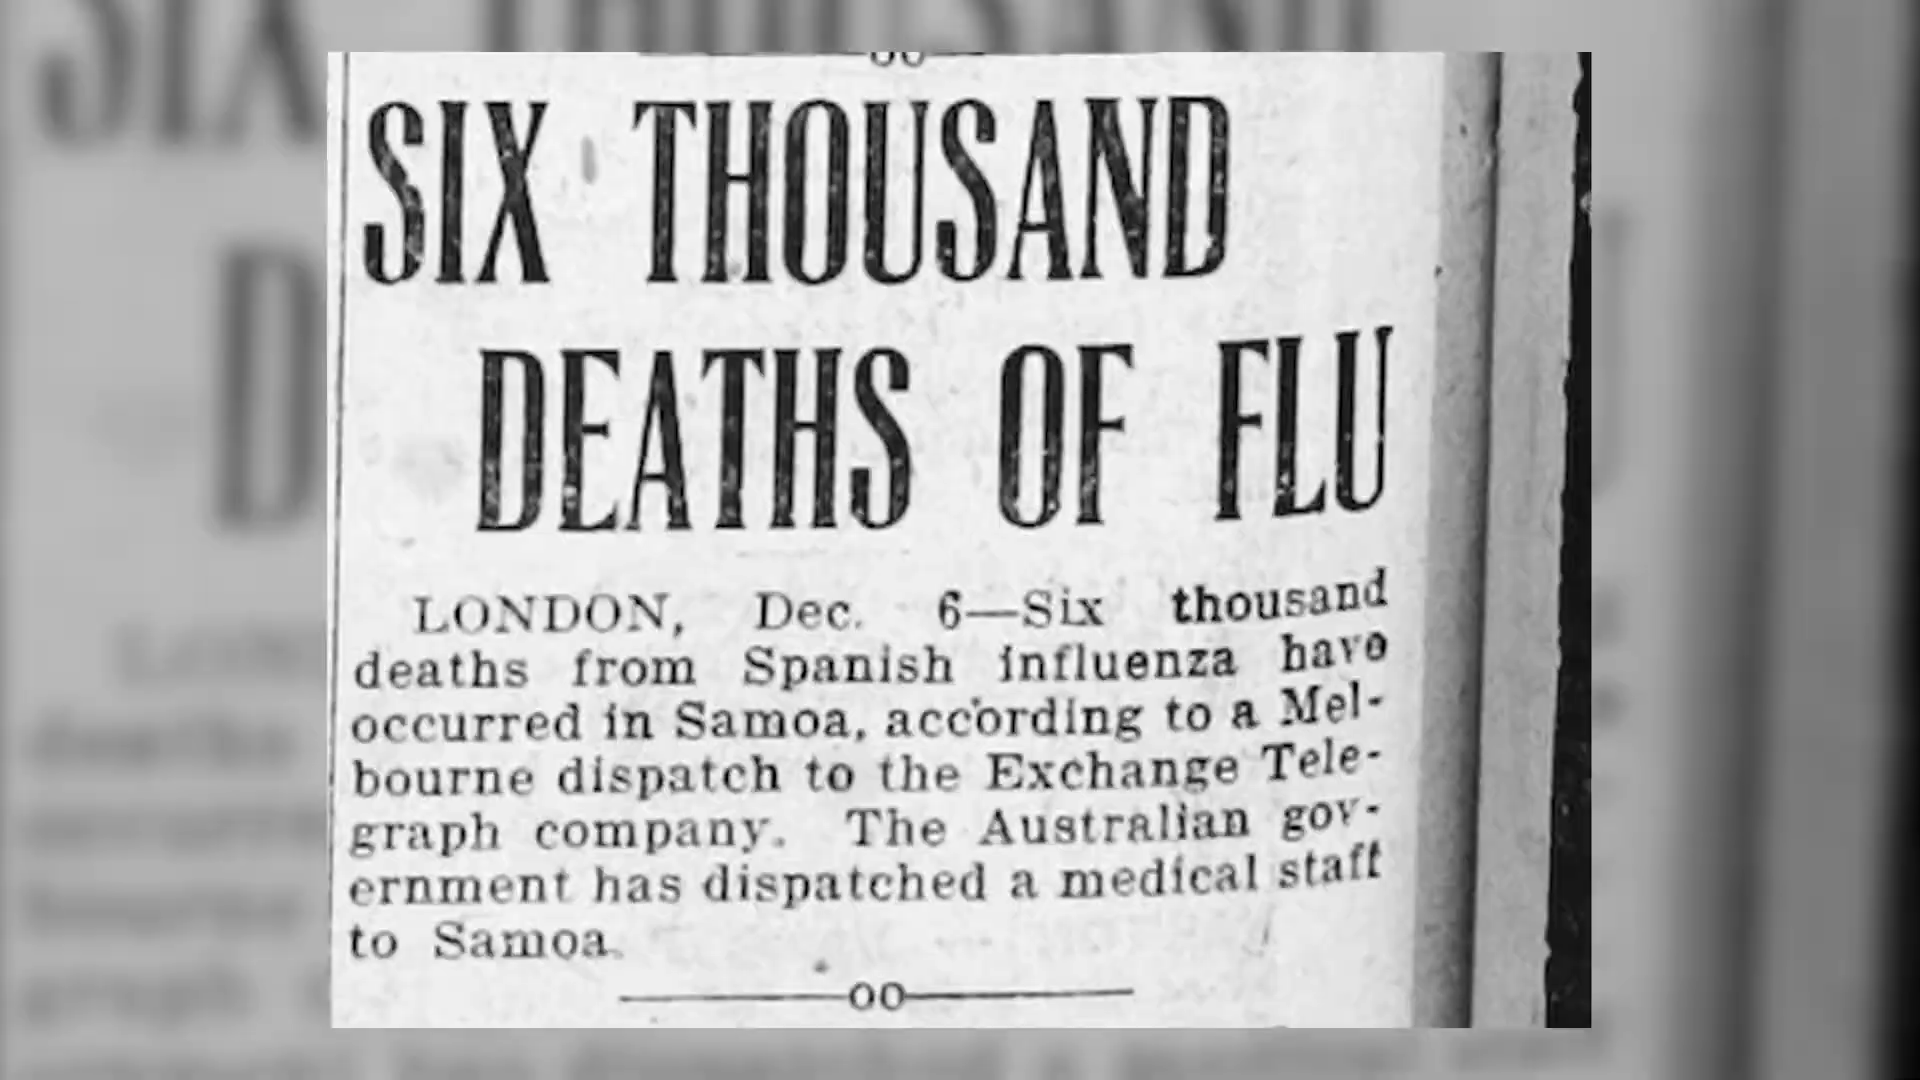 SIX THOUSAND
DEATHS OF FLU
LONDON, Dec. 6—Six thousand
deaths from Spanish influenza have
occurred in Samoa, according to a Mel-
bourne dispatch to the Exchange Tele-
graph company. The Australian gov-
ernment has dispatched a medical staff
to Samoa.